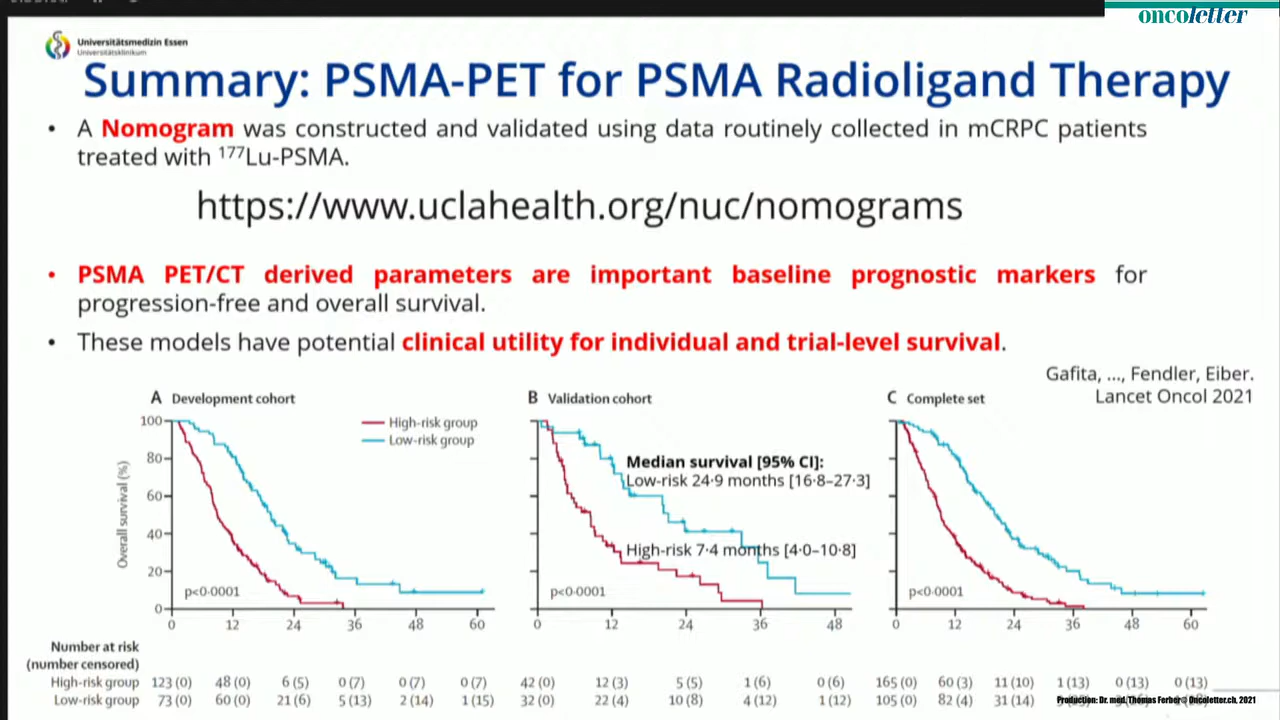 oncoletter
Universitätsmedizin Essen
Universitätsklinikum
Summary: PSMA-PET for PSMA Radioligand Therapy
• A Nomogram was constructed and validated using data routinely collected in mCRPC patients
treated with ¹⁷⁷Lu-PSMA.
https://www.uclahealth.org/nuc/nomograms
• PSMA PET/CT derived parameters are important baseline prognostic markers for
progression-free and overall survival.
• These models have potential clinical utility for individual and trial-level survival.
Gafita, ..., Fendler, Eiber.
Lancet Oncol 2021
A Development cohort
High-risk group
Low-risk group
Overall survival (%)
100
80
60
40
20
0
p<0·0001
0 12 24 36 48 60
B Validation cohort
Median survival [95% CI]:
Low-risk 24·9 months [16·8–27·3]
High-risk 7·4 months [4·0–10·8]
p<0·0001
0 12 24 36 48
C Complete set
p<0·0001
0 12 24 36 48 60
Number at risk
(number censored)
High-risk group 123 (0) 48 (0) 6 (5) 0 (7) 0 (7) 0 (7) 42 (0) 12 (3) 5 (5) 1 (6) 0 (6) 165 (0) 60 (3) 11 (10) 1 (13) 0 (13) 0 (13)
Low-risk group 73 (0) 60 (0) 21 (6) 5 (13) 2 (14) 1 (15) 32 (0) 22 (4) 10 (8) 4 (12) 1 (12) 105 (0) 82 (4) 31 (14)
Production: Dr. med. Thomas Ferber @ Oncoletter.ch, 2021